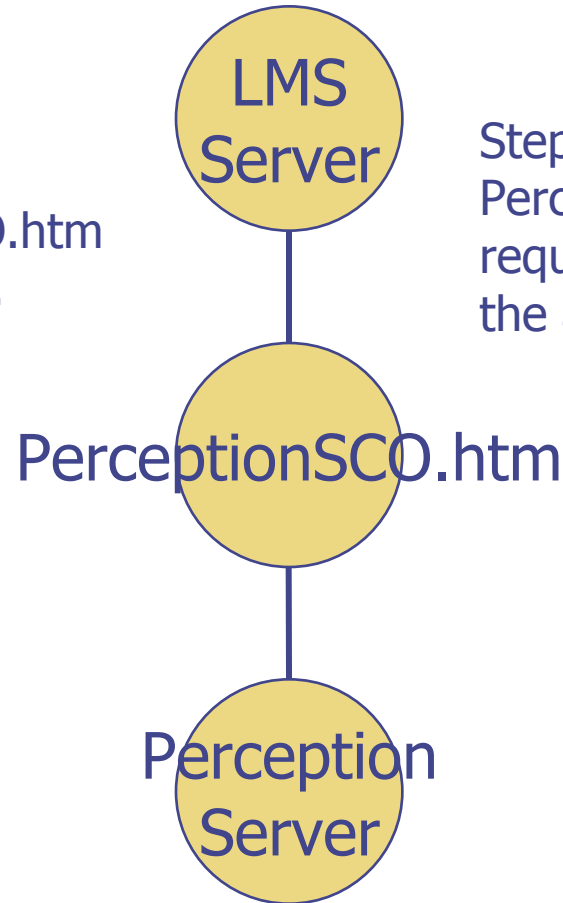 LMS
Server
.htm
Step
Perc
requ
the
PerceptionSCO.htm
Perception
Server